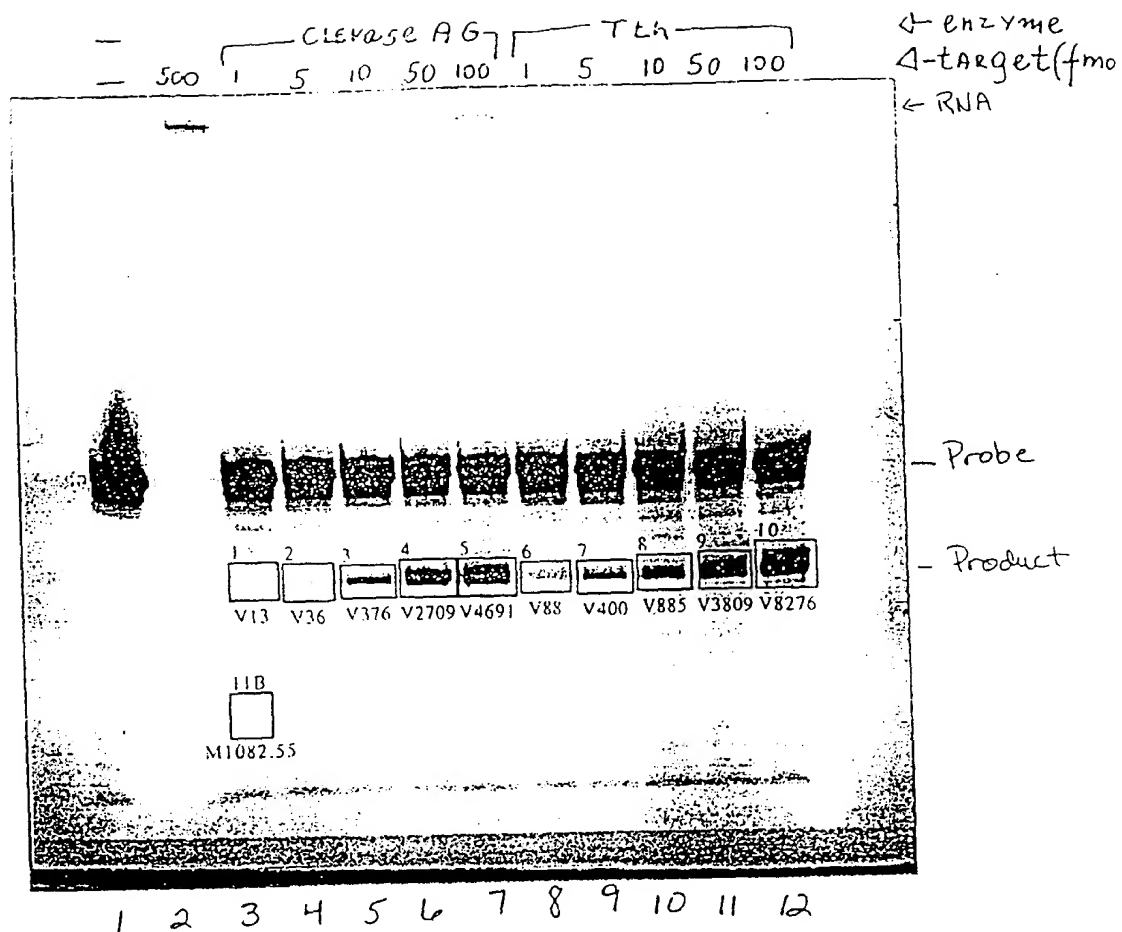 — CLEVASE AG Tth ← enzyme
— 500 1 5 10 50 100 1 5 10 50 100 ◁-tARget(fmo
← RNA
— Probe
1 2 3 4 5 6 7 8 9 10
— Product
V13 V36 V376 V2709 V4691 V88 V400 V885 V3809 V8276
11B
M1082.55
1 2 3 4 5 6 7 8 9 10 11 12